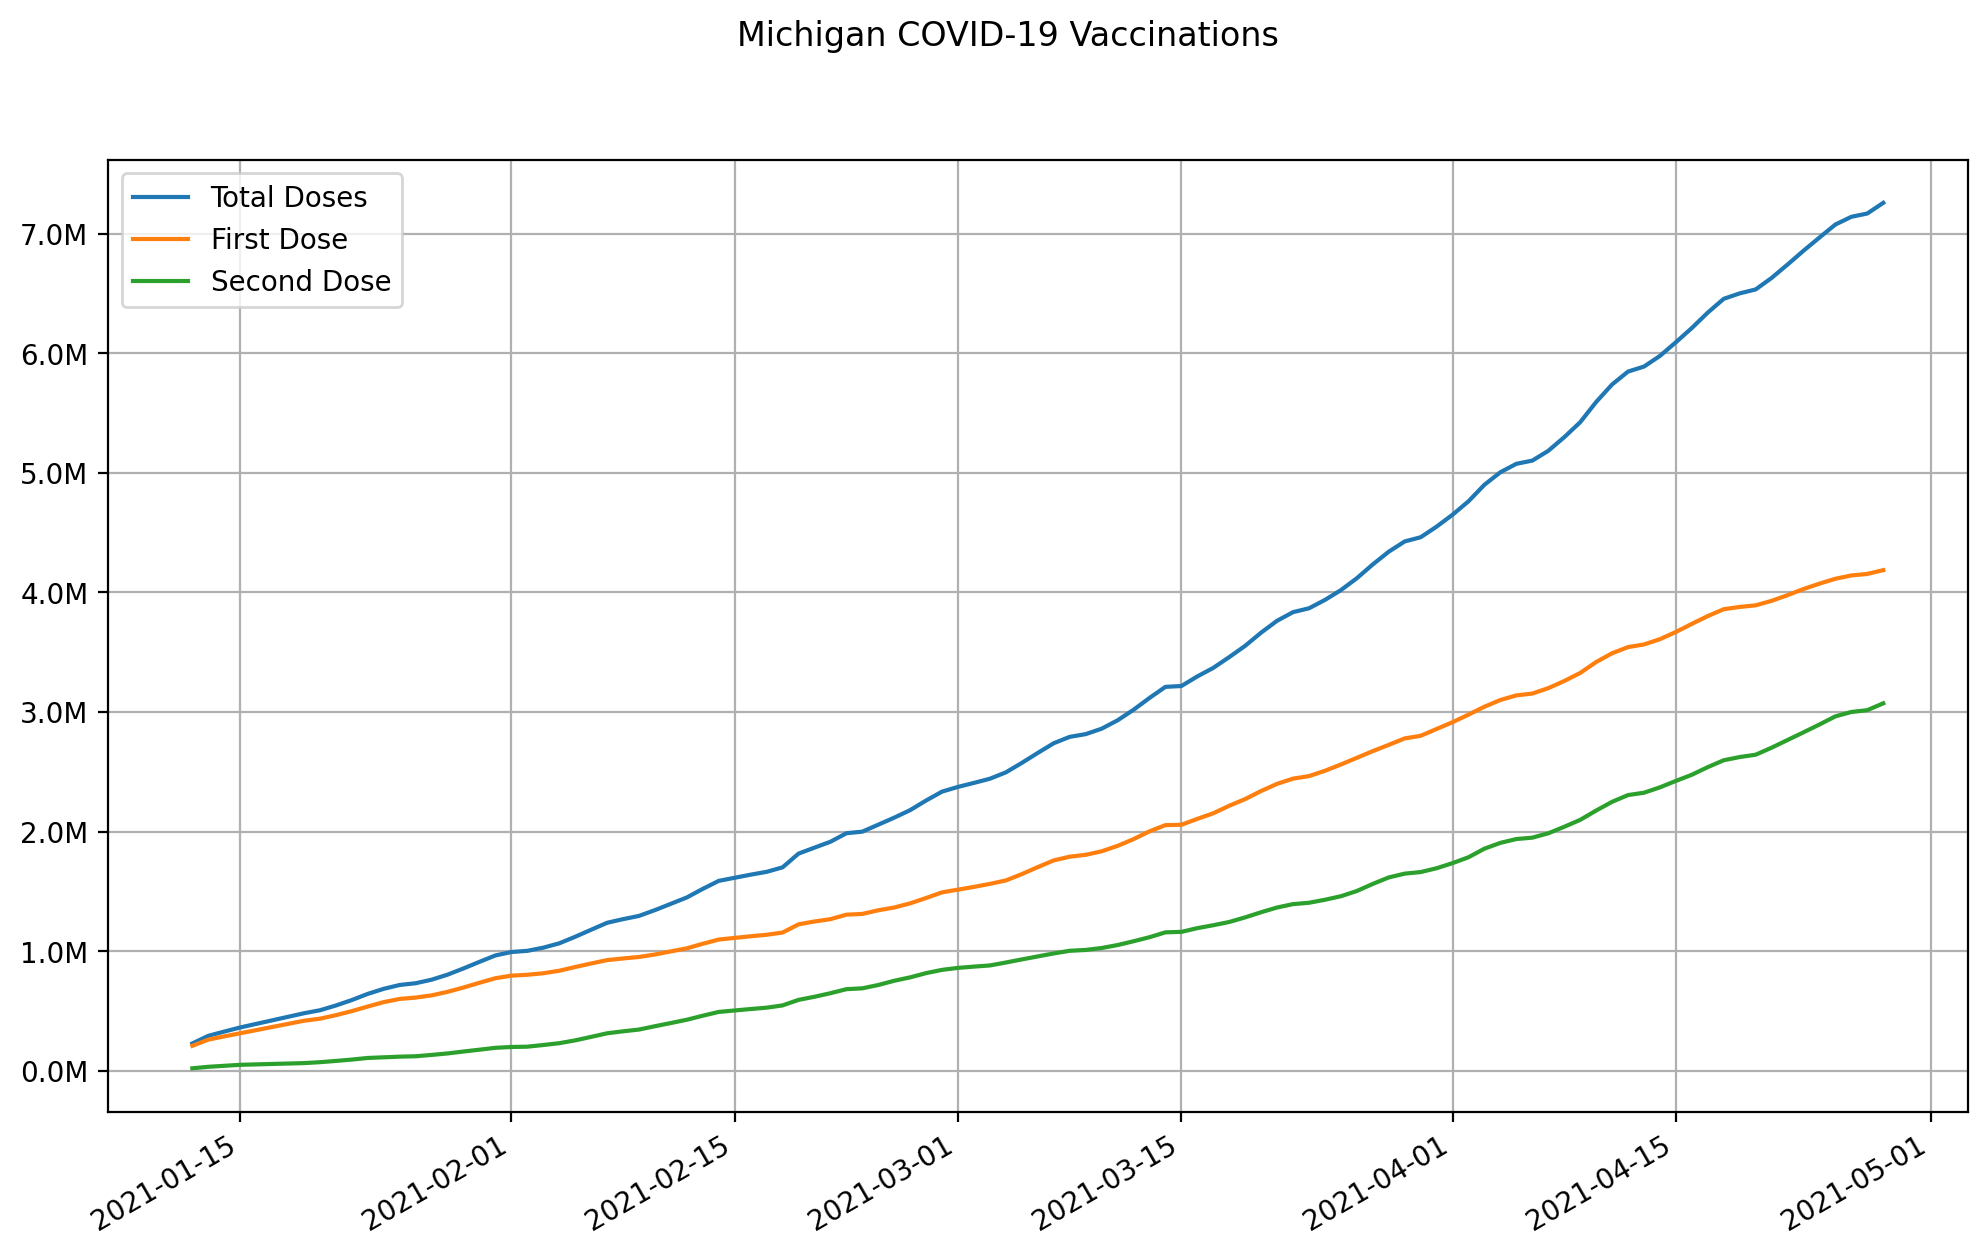 Michigan COVID-19 Vaccinations
Total Doses
First Dose
Second Dose
7.0M
6.0M
5.0M
4.0M
3.0M
2.0M
1.0M
0.0M
2021-01-15
2021-02-01
2021-02-15
2021-03-01
2021-03-15
2021-04-01
2021-04-15
2021-05-01